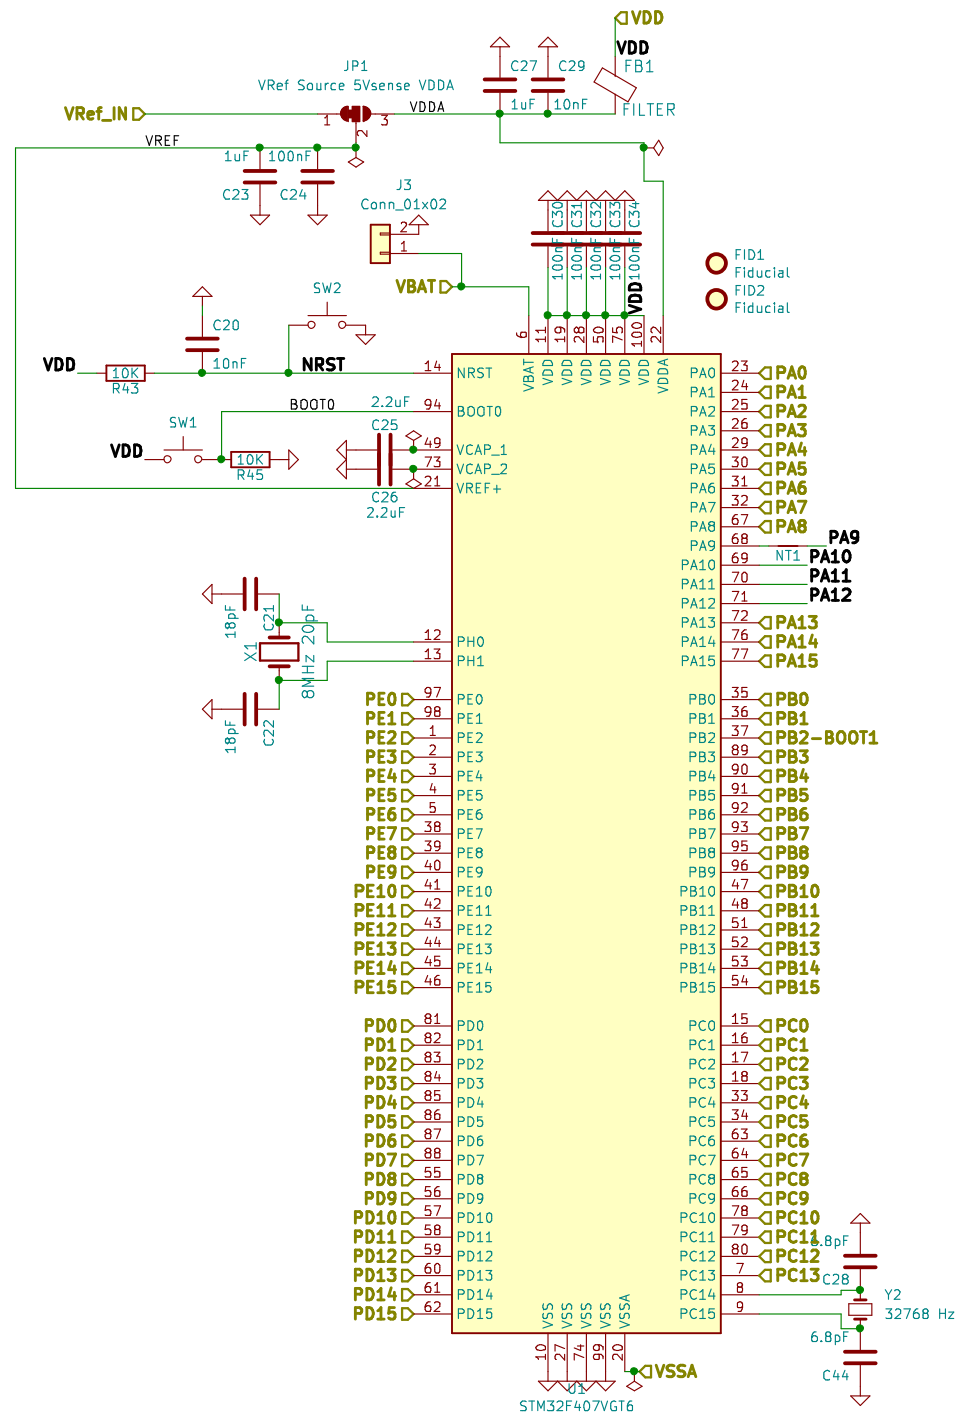 VDD
VDD
FB1
FILTER
C27
C29
1uF
10nF
JP1
VRef Source 5Vsense VDDA
VRef_IN
1
2
3
VDDA
VREF
1uF
100nF
C23
C24
J3
Conn_01x02
2
1
VBAT
C30
C31
C32
C33
C34
100nF
100nF
100nF
100nF
100nF
VDD
FID1
Fiducial
FID2
Fiducial
SW2
C20
10nF
VDD
10K
R43
NRST
BOOT0
2.2uF
SW1
VDD
10K
R45
C25
C26
2.2uF
6
11
19
28
50
75
100
22
VBAT
VDD
VDD
VDD
VDD
VDD
VDD
VDDA
14 NRST
94 BOOT0
49 VCAP_1
73 VCAP_2
21 VREF+
18pF
C21
X1
8MHz 20pF
18pF
C22
12 PH0
13 PH1
PE0 97 PE0
PE1 98 PE1
PE2 1 PE2
PE3 2 PE3
PE4 3 PE4
PE5 4 PE5
PE6 5 PE6
PE7 38 PE7
PE8 39 PE8
PE9 40 PE9
PE10 41 PE10
PE11 42 PE11
PE12 43 PE12
PE13 44 PE13
PE14 45 PE14
PE15 46 PE15
PD0 81 PD0
PD1 82 PD1
PD2 83 PD2
PD3 84 PD3
PD4 85 PD4
PD5 86 PD5
PD6 87 PD6
PD7 88 PD7
PD8 55 PD8
PD9 56 PD9
PD10 57 PD10
PD11 58 PD11
PD12 59 PD12
PD13 60 PD13
PD14 61 PD14
PD15 62 PD15
PA0 23 PA0
PA1 24 PA1
PA2 25 PA2
PA3 26 PA3
PA4 29 PA4
PA5 30 PA5
PA6 31 PA6
PA7 32 PA7
PA8 67 PA8
PA9 68 PA9
NT1
PA10 69 PA10
PA11 70 PA11
PA12 71 PA12
PA13 72 PA13
PA14 76 PA14
PA15 77 PA15
PB0 35 PB0
PB1 36 PB1
PB2 37 PB2-BOOT1
PB3 89 PB3
PB4 90 PB4
PB5 91 PB5
PB6 92 PB6
PB7 93 PB7
PB8 95 PB8
PB9 96 PB9
PB10 47 PB10
PB11 48 PB11
PB12 51 PB12
PB13 52 PB13
PB14 53 PB14
PB15 54 PB15
PC0 15 PC0
PC1 16 PC1
PC2 17 PC2
PC3 18 PC3
PC4 33 PC4
PC5 34 PC5
PC6 63 PC6
PC7 64 PC7
PC8 65 PC8
PC9 66 PC9
PC10 78 PC10
PC11 79 PC11
PC12 80 PC12
PC13 7 PC13
PC14 8
PC15 9
6.8pF
C28
Y2
32768 Hz
6.8pF
C44
VSS
VSS
VSS
VSS
VSSA
10
27
74
99
20
VSSA
U1
STM32F407VGT6